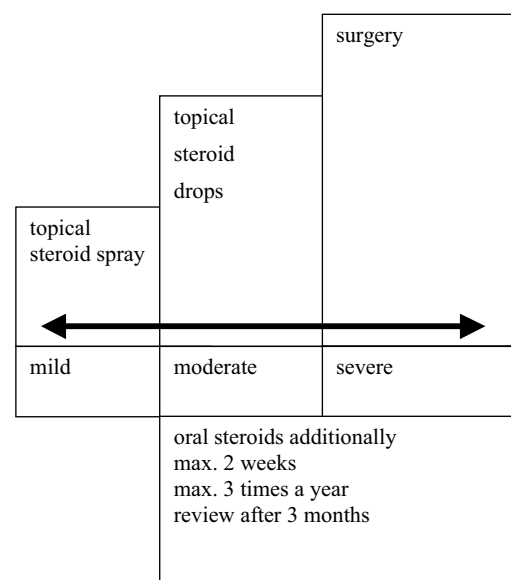 surgery
topical
steroid
drops
topical
steroid spray
mild
moderate
severe
oral steroids additionally
max. 2 weeks
max. 3 times a year
review after 3 months